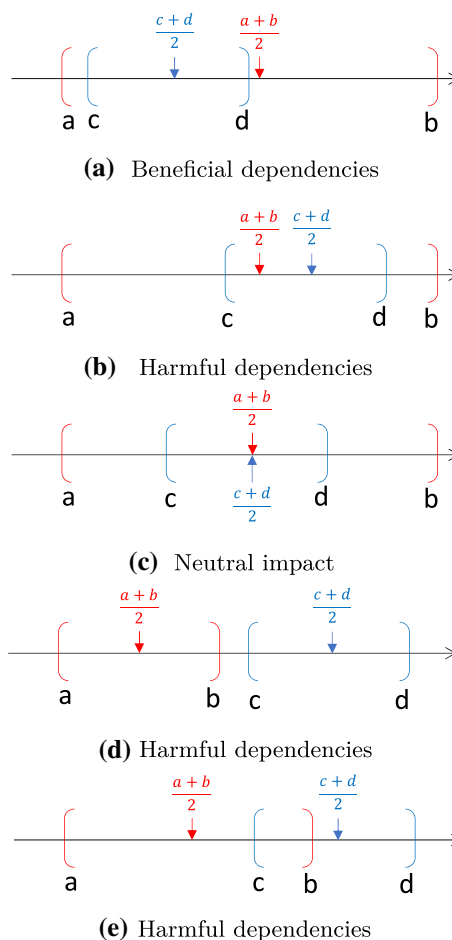 (c+d)/2 (a+b)/2
a c d b
(a) Beneficial dependencies
(a+b)/2 (c+d)/2
a c d b
(b) Harmful dependencies
(a+b)/2
a c d b
(c+d)/2
(c) Neutral impact
(a+b)/2 (c+d)/2
a b c d
(d) Harmful dependencies
(a+b)/2 (c+d)/2
a c b d
(e) Harmful dependencies